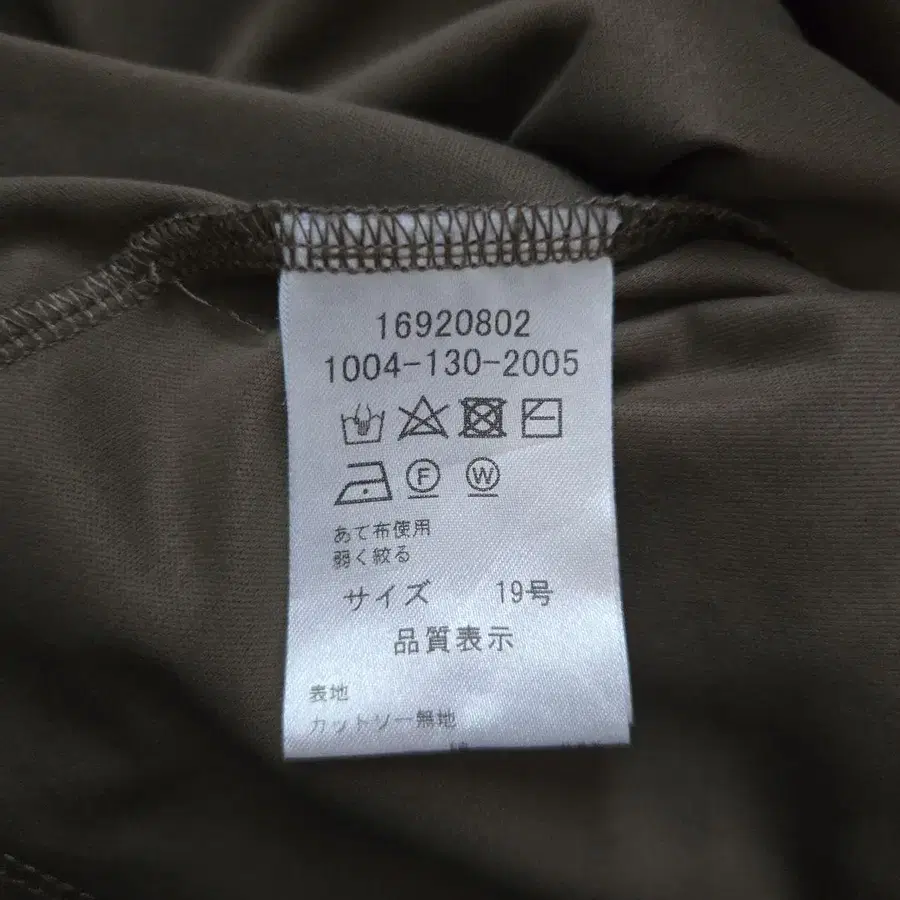 16920802
1004-130-2005
F W
あて布使用
弱く絞る
サイズ 19号
品質表示
表地
カットソー無地